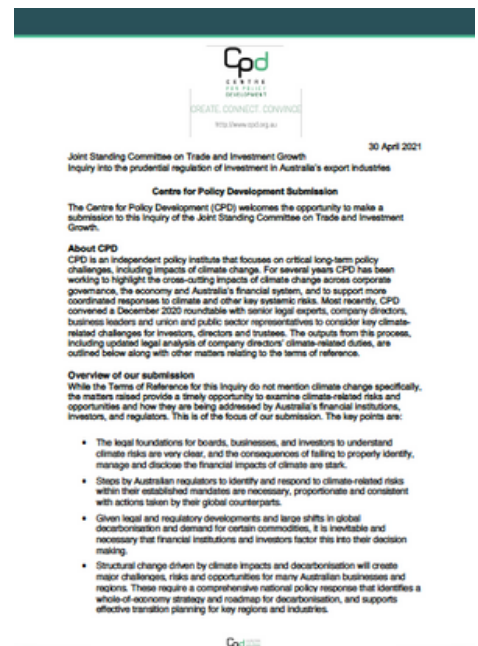 Cpd
CENTRE
FOR POLICY
DEVELOPMENT
CREATE. CONNECT. CONVINCE
http://www.cpd.org.au
30 April 2021
Joint Standing Committee on Trade and Investment Growth
Inquiry into the prudential regulation of investment in Australia's export industries
Centre for Policy Development Submission
The Centre for Policy Development (CPD) welcomes the opportunity to make a
submission to this Inquiry of the Joint Standing Committee on Trade and Investment
Growth.
About CPD
CPD is an independent policy institute that focuses on critical long-term policy
challenges, including impacts of climate change. For several years CPD has been
working to highlight the cross-cutting impacts of climate change across corporate
governance, the economy and Australia's financial system, and to support more
coordinated responses to climate and other key systemic risks. Most recently, CPD
convened a December 2020 roundtable with senior legal experts, company directors,
business leaders and union and public sector representatives to consider key climate-
related challenges for investors, directors and trustees. The outputs from this process,
including updated legal analysis of company directors' climate-related duties, are
outlined below along with other matters relating to the terms of reference.
Overview of our submission
While the Terms of Reference for this Inquiry do not mention climate change specifically,
the matters raised provide a timely opportunity to examine climate-related risks and
opportunities and how they are being addressed by Australia's financial institutions,
investors, and regulators. This is of the focus of our submission. The key points are:
• The legal foundations for boards, businesses, and investors to understand
climate risks are very clear, and the consequences of failing to properly identify,
manage and disclose the financial impacts of climate are stark.
• Steps by Australian regulators to identify and respond to climate-related risks
within their established mandates are necessary, proportionate and consistent
with actions taken by their global counterparts.
• Given legal and regulatory developments and large shifts in global
decarbonisation and demand for certain commodities, it is inevitable and
necessary that financial institutions and investors factor this into their decision
making.
• Structural change driven by climate impacts and decarbonisation will create
major challenges, risks and opportunities for many Australian businesses and
regions. These require a comprehensive national policy response that identifies a
whole-of-economy strategy and roadmap for decarbonisation, and supports
effective transition planning for key regions and industries.
Cpd